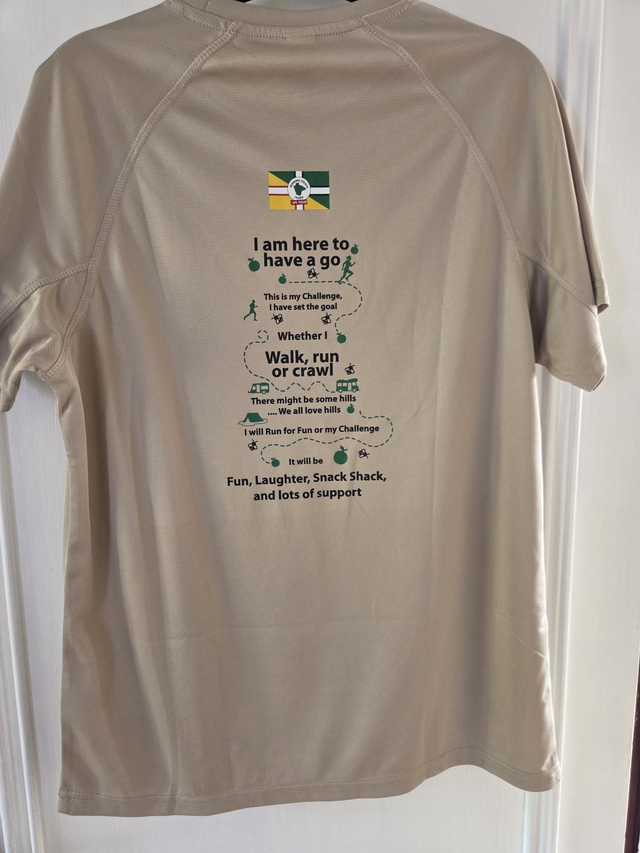 I am here to
have a go
This is my Challenge,
I have set the goal
Whether I
Walk, run
or crawl
There might be some hills
.... We all love hills
I will Run for Fun or my Challenge
It will be
Fun, Laughter, Snack Shack,
and lots of support